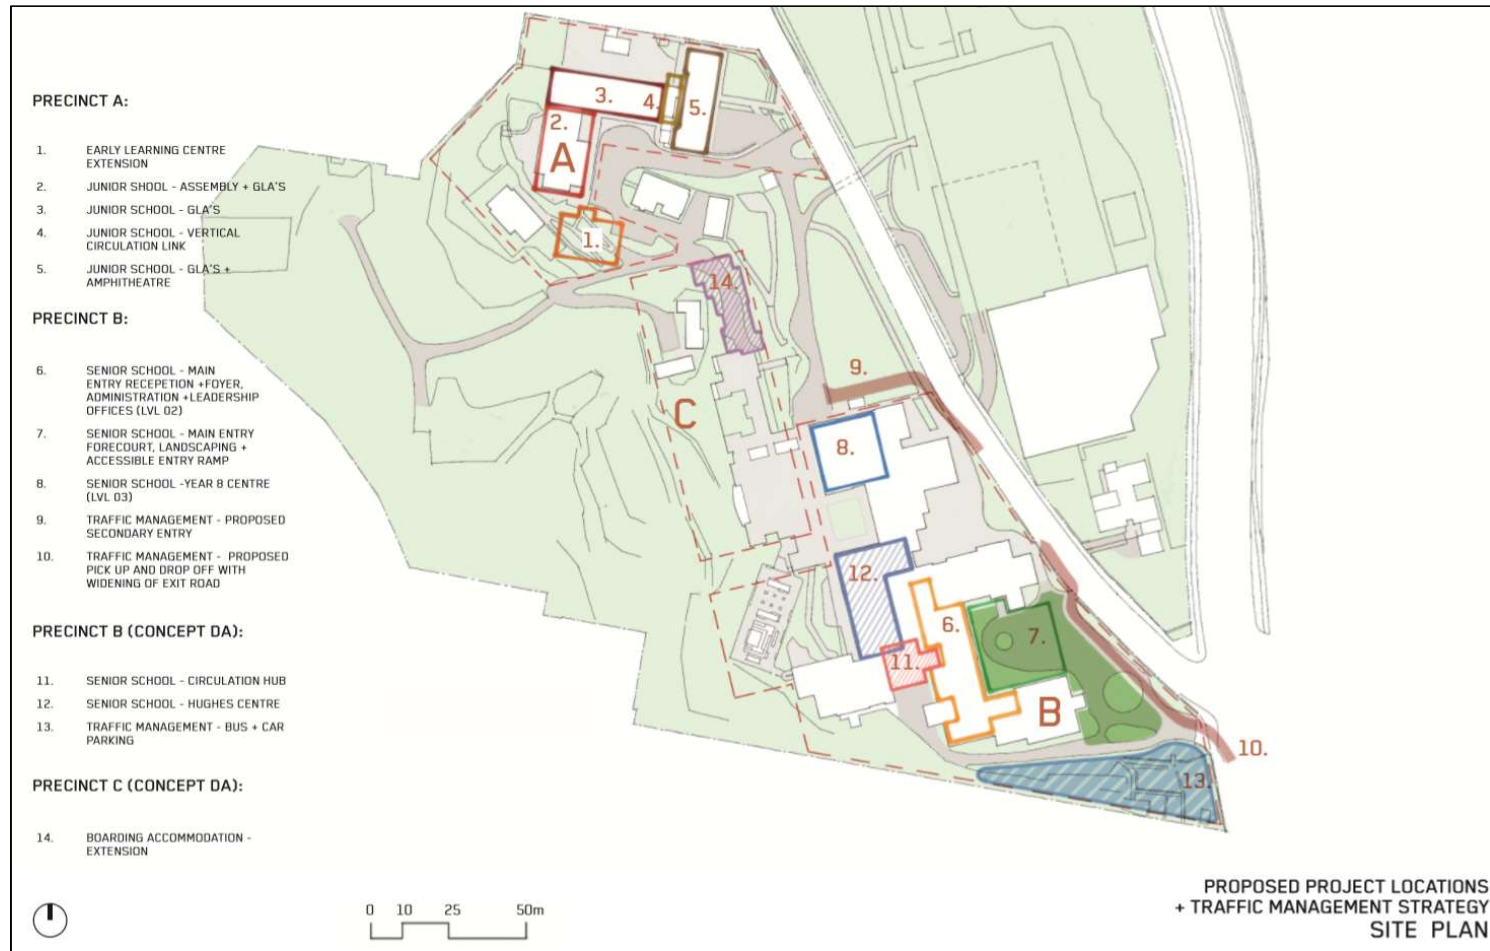 PRECINCT A:
1. EARLY LEARNING CENTRE
EXTENSION
2. JUNIOR SHOOL - ASSEMBLY + GLA'S
3. JUNIOR SCHOOL - GLA'S
4. JUNIOR SCHOOL - VERTICAL
CIRCULATION LINK
5. JUNIOR SCHOOL - GLA'S +
AMPHITHEATRE
PRECINCT B:
6. SENIOR SCHOOL - MAIN
ENTRY RECEPETION +FOYER,
ADMINISTRATION +LEADERSHIP
OFFICES (LVL 02)
7. SENIOR SCHOOL - MAIN ENTRY
FORECOURT, LANDSCAPING +
ACCESSIBLE ENTRY RAMP
8. SENIOR SCHOOL -YEAR 8 CENTRE
(LVL 03)
9. TRAFFIC MANAGEMENT - PROPOSED
SECONDARY ENTRY
10. TRAFFIC MANAGEMENT - PROPOSED
PICK UP AND DROP OFF WITH
WIDENING OF EXIT ROAD
PRECINCT B (CONCEPT DA):
11. SENIOR SCHOOL - CIRCULATION HUB
12. SENIOR SCHOOL - HUGHES CENTRE
13. TRAFFIC MANAGEMENT - BUS + CAR
PARKING
PRECINCT C (CONCEPT DA):
14. BOARDING ACCOMMODATION -
EXTENSION
3.
4.
5.
2.
A
1.
14.
9.
C
8.
12.
6.
7.
11.
B
10.
13.
0 10 25 50m
PROPOSED PROJECT LOCATIONS
+ TRAFFIC MANAGEMENT STRATEGY
SITE PLAN